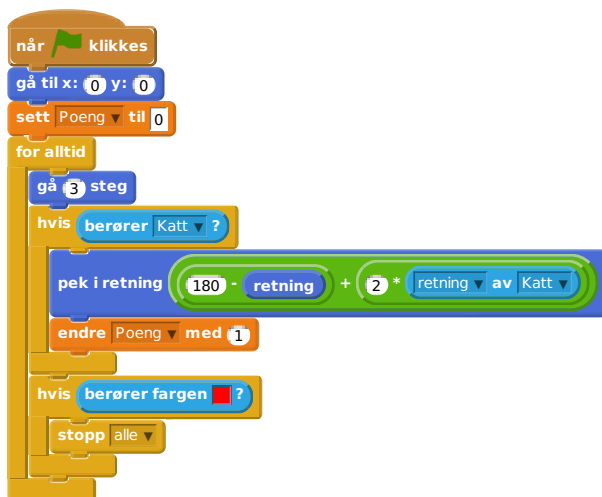 når klikkes
gå til x: 0 y: 0
sett Poeng til 0
for alltid
gå 3 steg
hvis berører Katt ?
pek i retning 180 - retning + 2 * retning av Katt
endre Poeng med 1
hvis berører fargen ?
stopp alle